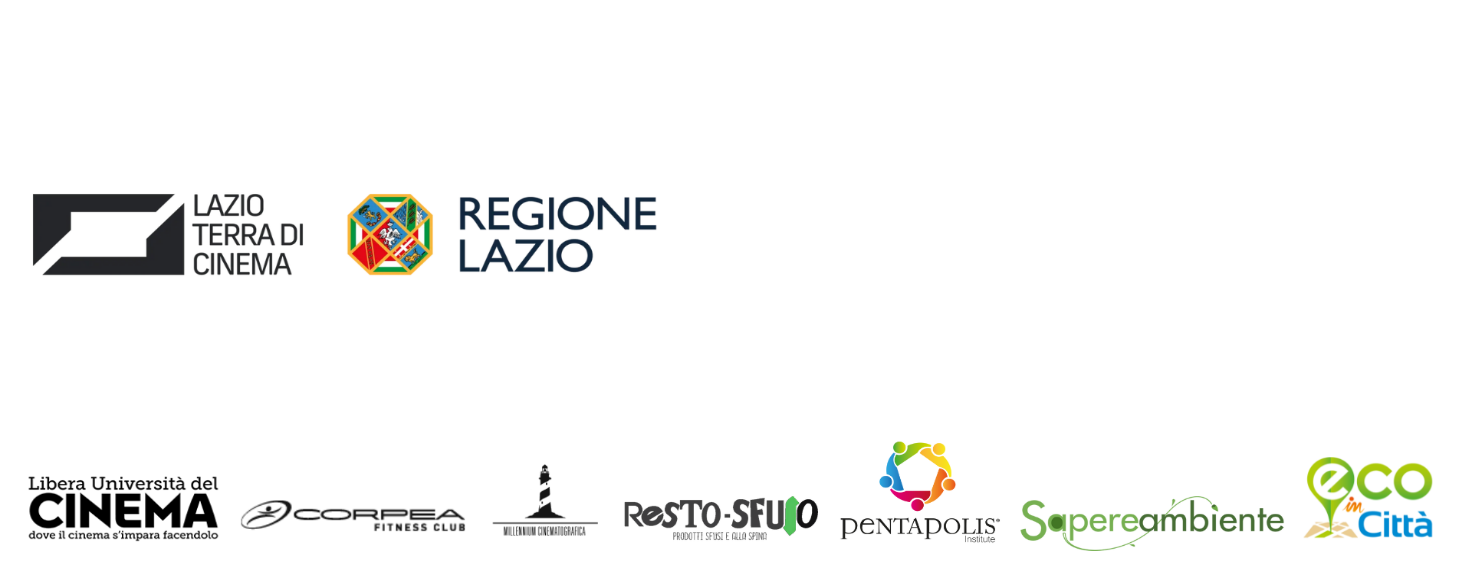 LAZIO
TERRA DI
CINEMA
REGIONE
LAZIO
Libera Università del
CINEMA
dove il cinema s'impara facendolo
CORPEA
FITNESS CLUB
MILLENNIUM CINEMATOGRAFICA
ReSTO-SFUSO
PRODOTTI SFUSI E ALLA SPINA
PENTAPOLIS®
Institute
Sapereambiente
eco
in
Città